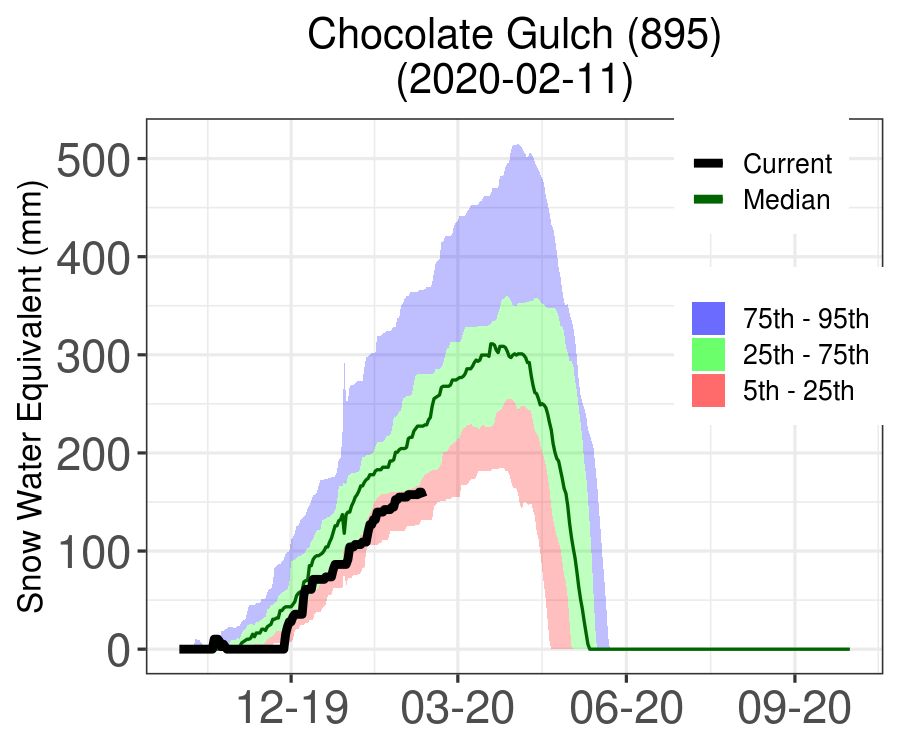 Chocolate Gulch (895)
(2020-02-11)
Snow Water Equivalent (mm)
500
400
300
200
100
0
12-19
03-20
06-20
09-20
Current
Median
75th - 95th
25th - 75th
5th - 25th